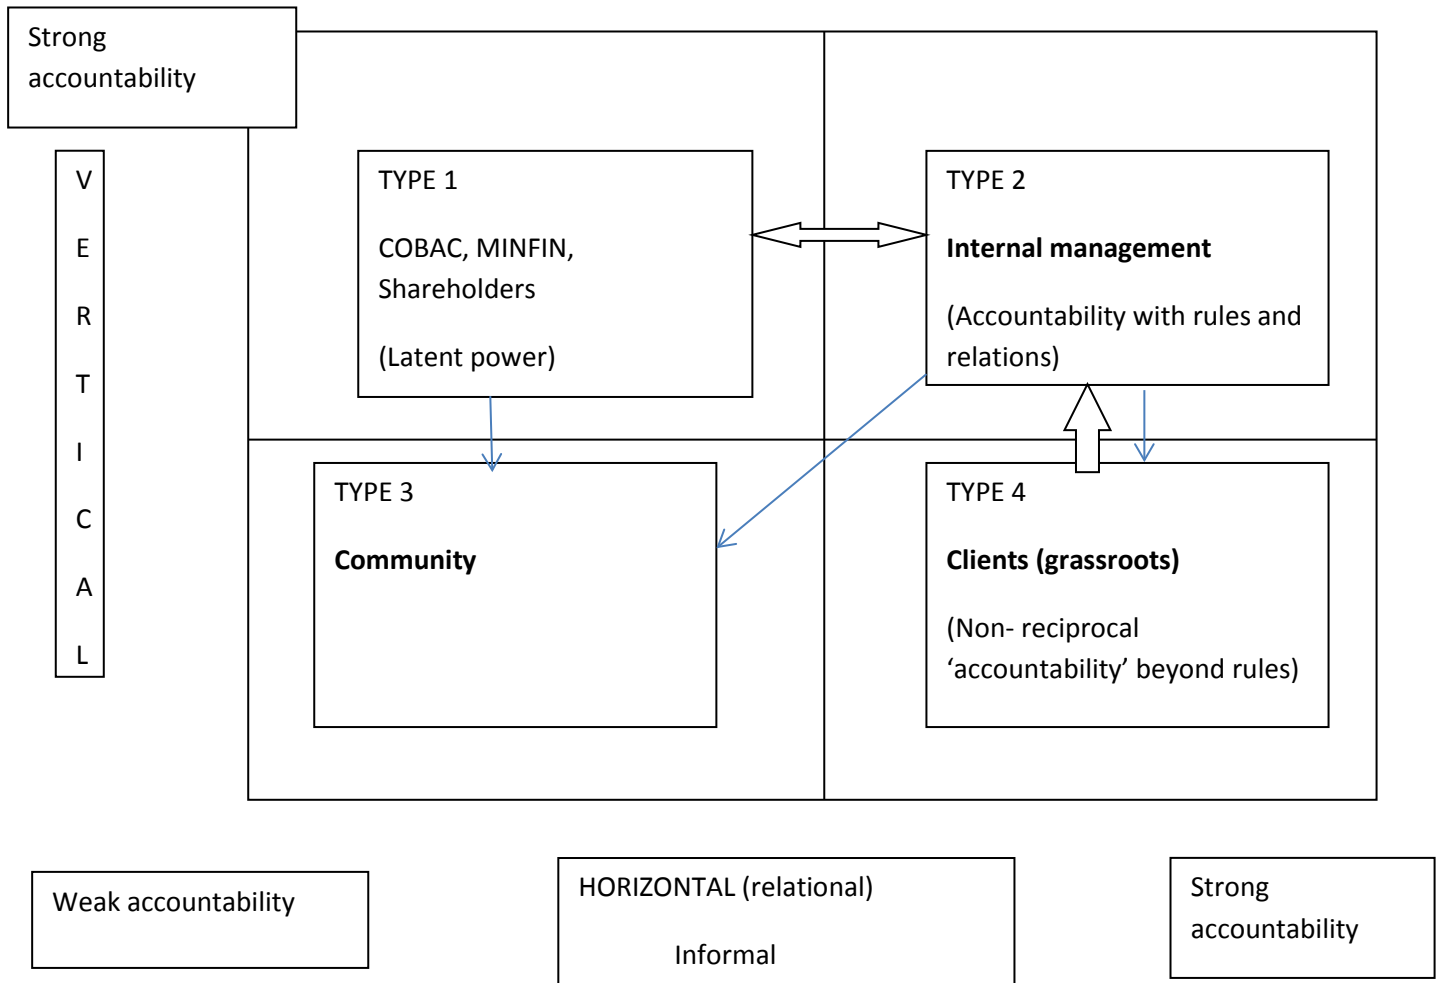 Strong
accountability
V
E
R
T
I
C
A
L
TYPE 1
COBAC, MINFIN,
Shareholders
(Latent power)
TYPE 2
Internal management
(Accountability with rules and
relations)
TYPE 3
Community
TYPE 4
Clients (grassroots)
(Non- reciprocal
‘accountability’ beyond rules)
Weak accountability
HORIZONTAL (relational)
Informal
Strong
accountability